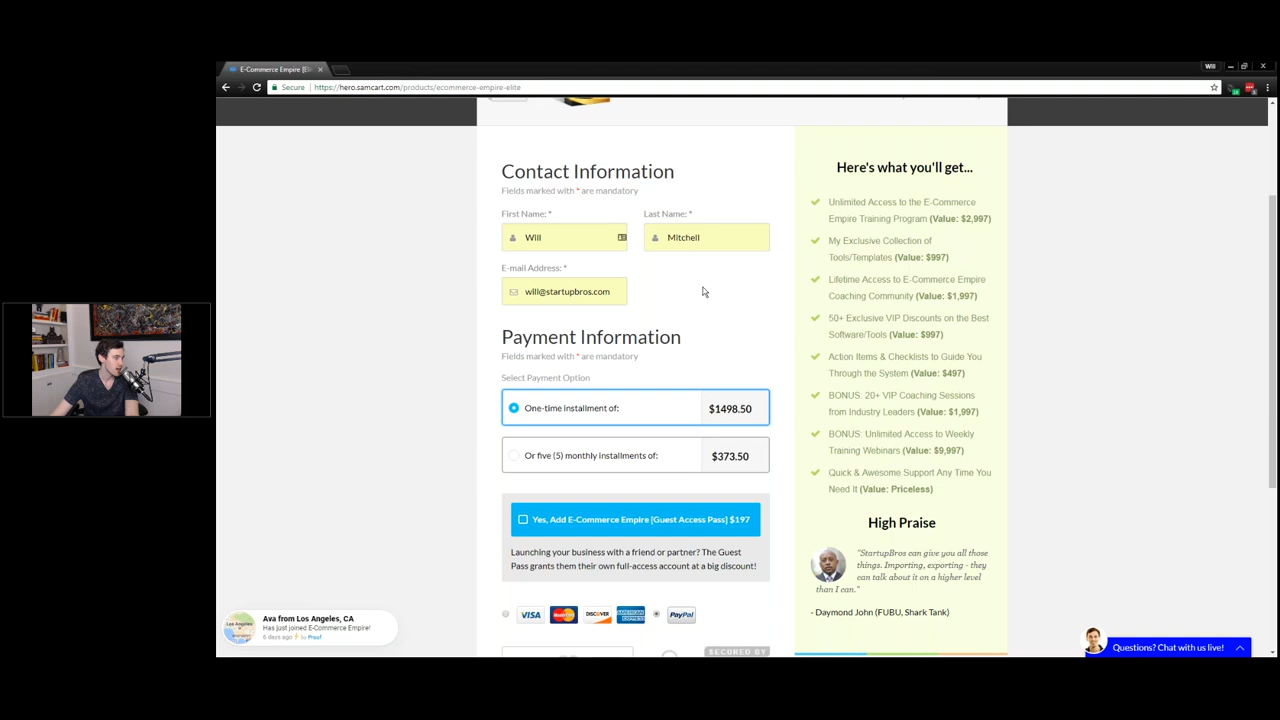 E-Commerce Empire [El
Will
Secure
https://hero.samcart.com/products/ecommerce-empire-elite
Contact Information
Fields marked with * are mandatory
First Name: *
Last Name: *
Will
Mitchell
E-mail Address: *
will@startupbros.com
Payment Information
Fields marked with * are mandatory
Select Payment Option
One-time installment of:
$1498.50
Or five (5) monthly installments of:
$373.50
Yes, Add E-Commerce Empire [Guest Access Pass] $197
Launching your business with a friend or partner? The Guest
Pass grants them their own full-access account at a big discount!
VISA
MasterCard
DISCOVER
AMERICAN EXPRESS
PayPal
SECURED BY
Here's what you'll get...
Unlimited Access to the E-Commerce
Empire Training Program (Value: $2,997)
My Exclusive Collection of
Tools/Templates (Value: $997)
Lifetime Access to E-Commerce Empire
Coaching Community (Value: $1,997)
50+ Exclusive VIP Discounts on the Best
Software/Tools (Value: $997)
Action Items & Checklists to Guide You
Through the System (Value: $497)
BONUS: 20+ VIP Coaching Sessions
from Industry Leaders (Value: $1,997)
BONUS: Unlimited Access to Weekly
Training Webinars (Value: $9,997)
Quick & Awesome Support Any Time You
Need It (Value: Priceless)
High Praise
"StartupBros can give you all those
things. Importing, exporting - they
can talk about it on a higher level
than I can."
- Daymond John (FUBU, Shark Tank)
Los Angeles
Ava from Los Angeles, CA
Has just joined E-Commerce Empire!
6 days ago by Proof
Questions? Chat with us live!